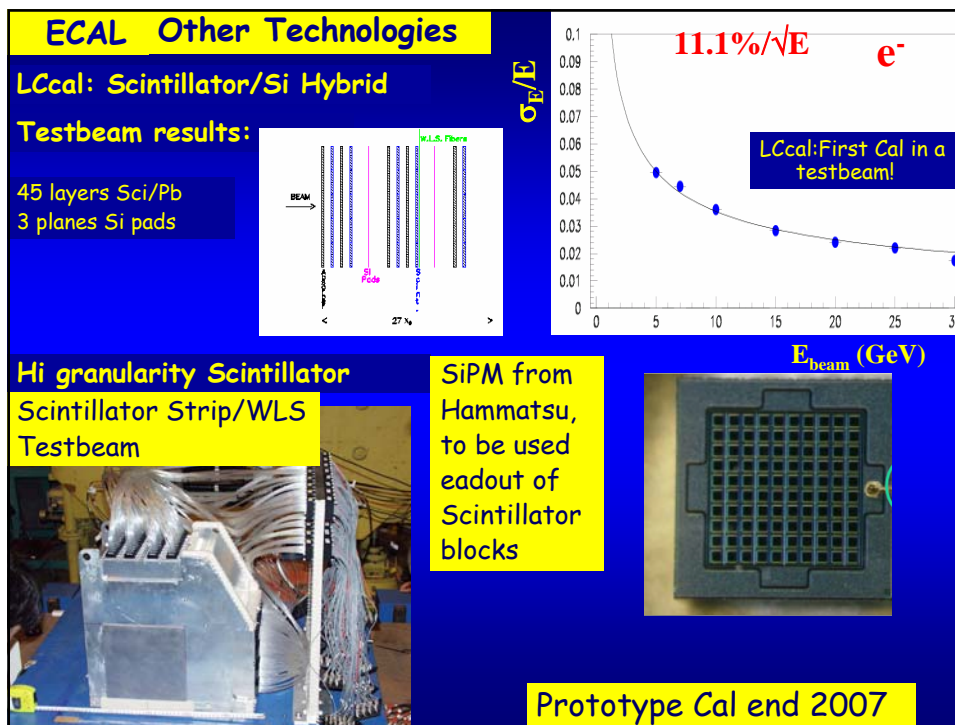 ECAL Other Technologies
LCcal: Scintillator/Si Hybrid
Testbeam results:
45 layers Sci/Pb
3 planes Si pads
W.L.S. Fibers
BEAM
Si
Pads
Scint.
< 27 X₀ >
σE/E
11.1%/√E
e-
LCcal:First Cal in a
testbeam!
0.1
0.09
0.08
0.07
0.06
0.05
0.04
0.03
0.02
0.01
0
0 5 10 15 20 25 30
Ebeam (GeV)
Hi granularity Scintillator
Scintillator Strip/WLS
Testbeam
SiPM from
Hammatsu,
to be used
eadout of
Scintillator
blocks
Prototype Cal end 2007